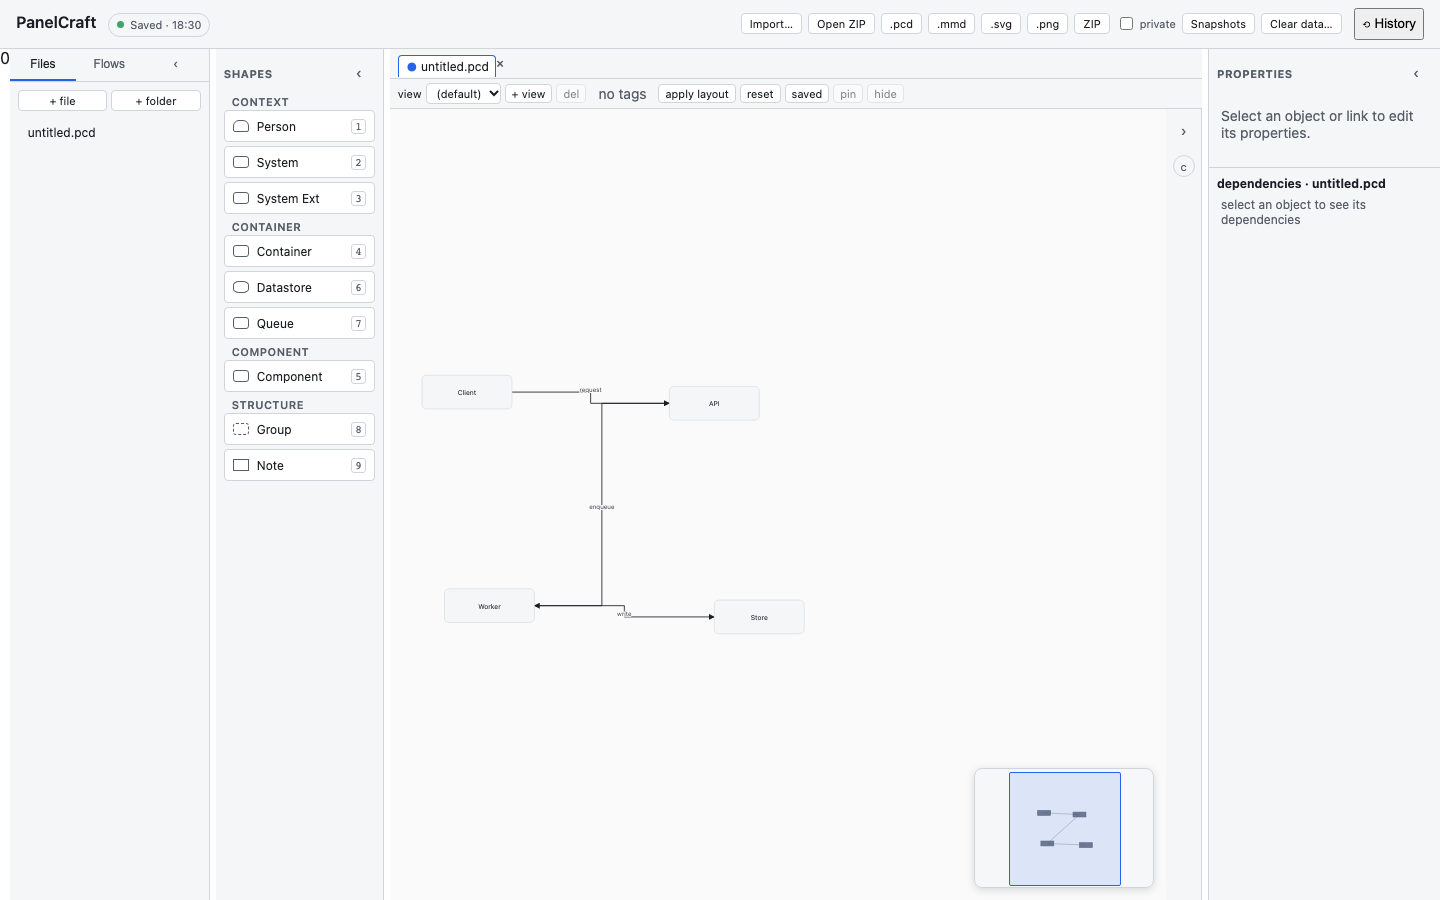 PanelCraft
Saved · 18:30
Import...
Open ZIP
.pcd
.mmd
.svg
.png
ZIP
private
Snapshots
Clear data...
⟲ History
0
Files
Flows
‹
+ file
+ folder
untitled.pcd
SHAPES
‹
CONTEXT
Person 1
System 2
System Ext 3
CONTAINER
Container 4
Datastore 6
Queue 7
COMPONENT
Component 5
STRUCTURE
Group 8
Note 9
untitled.pcd ×
view
(default)
+ view
del
no tags
apply layout
reset
saved
pin
hide
›
c
Client
request
API
enqueue
Worker
write
Store
PROPERTIES
‹
Select an object or link to edit
its properties.
dependencies · untitled.pcd
select an object to see its
dependencies